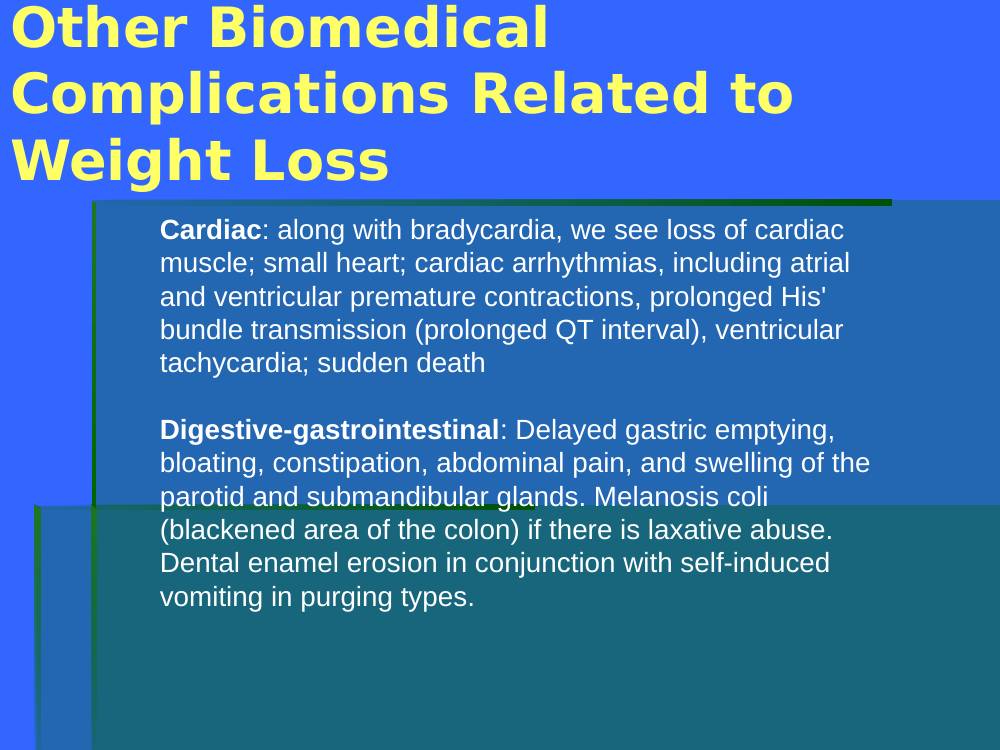 Other Biomedical
Complications Related to
Weight Loss
Cardiac: along with bradycardia, we see loss of cardiac
muscle; small heart; cardiac arrhythmias, including atrial
and ventricular premature contractions, prolonged His'
bundle transmission (prolonged QT interval), ventricular
tachycardia; sudden death
Digestive-gastrointestinal: Delayed gastric emptying,
bloating, constipation, abdominal pain, and swelling of the
parotid and submandibular glands. Melanosis coli
(blackened area of the colon) if there is laxative abuse.
Dental enamel erosion in conjunction with self-induced
vomiting in purging types.